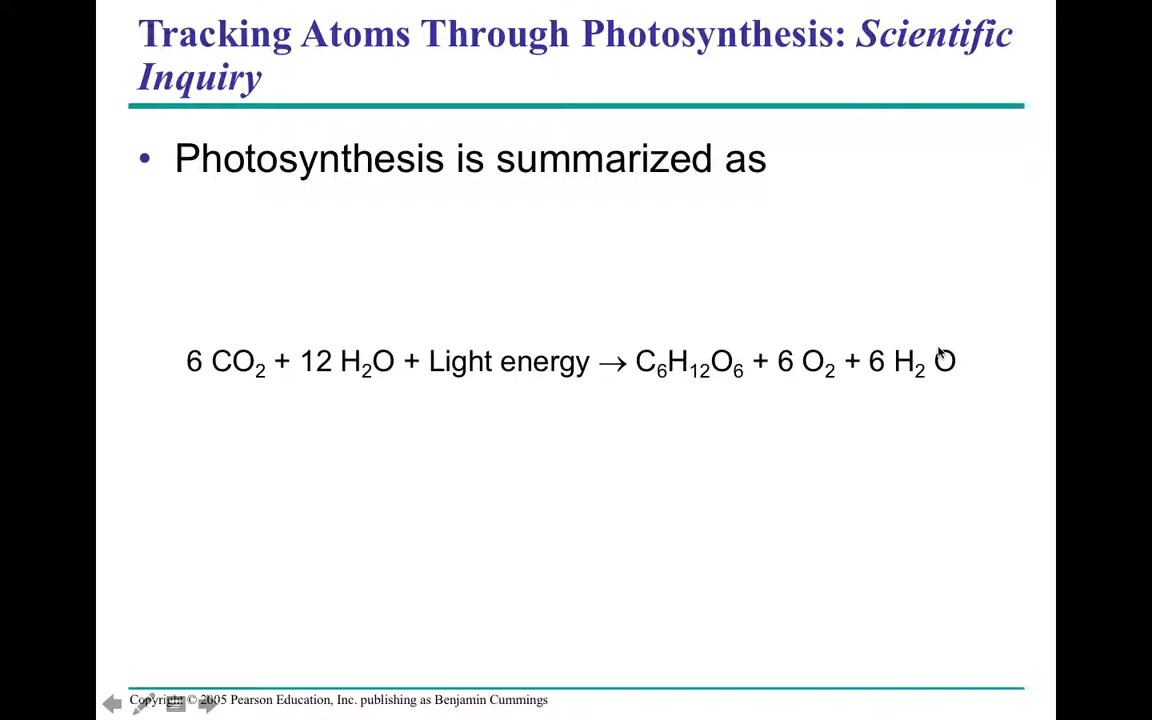 Tracking Atoms Through Photosynthesis: Scientific
Inquiry
• Photosynthesis is summarized as
6 CO₂ + 12 H₂O + Light energy → C₆H₁₂O₆ + 6 O₂ + 6 H₂ O
Copyright © 2005 Pearson Education, Inc. publishing as Benjamin Cummings